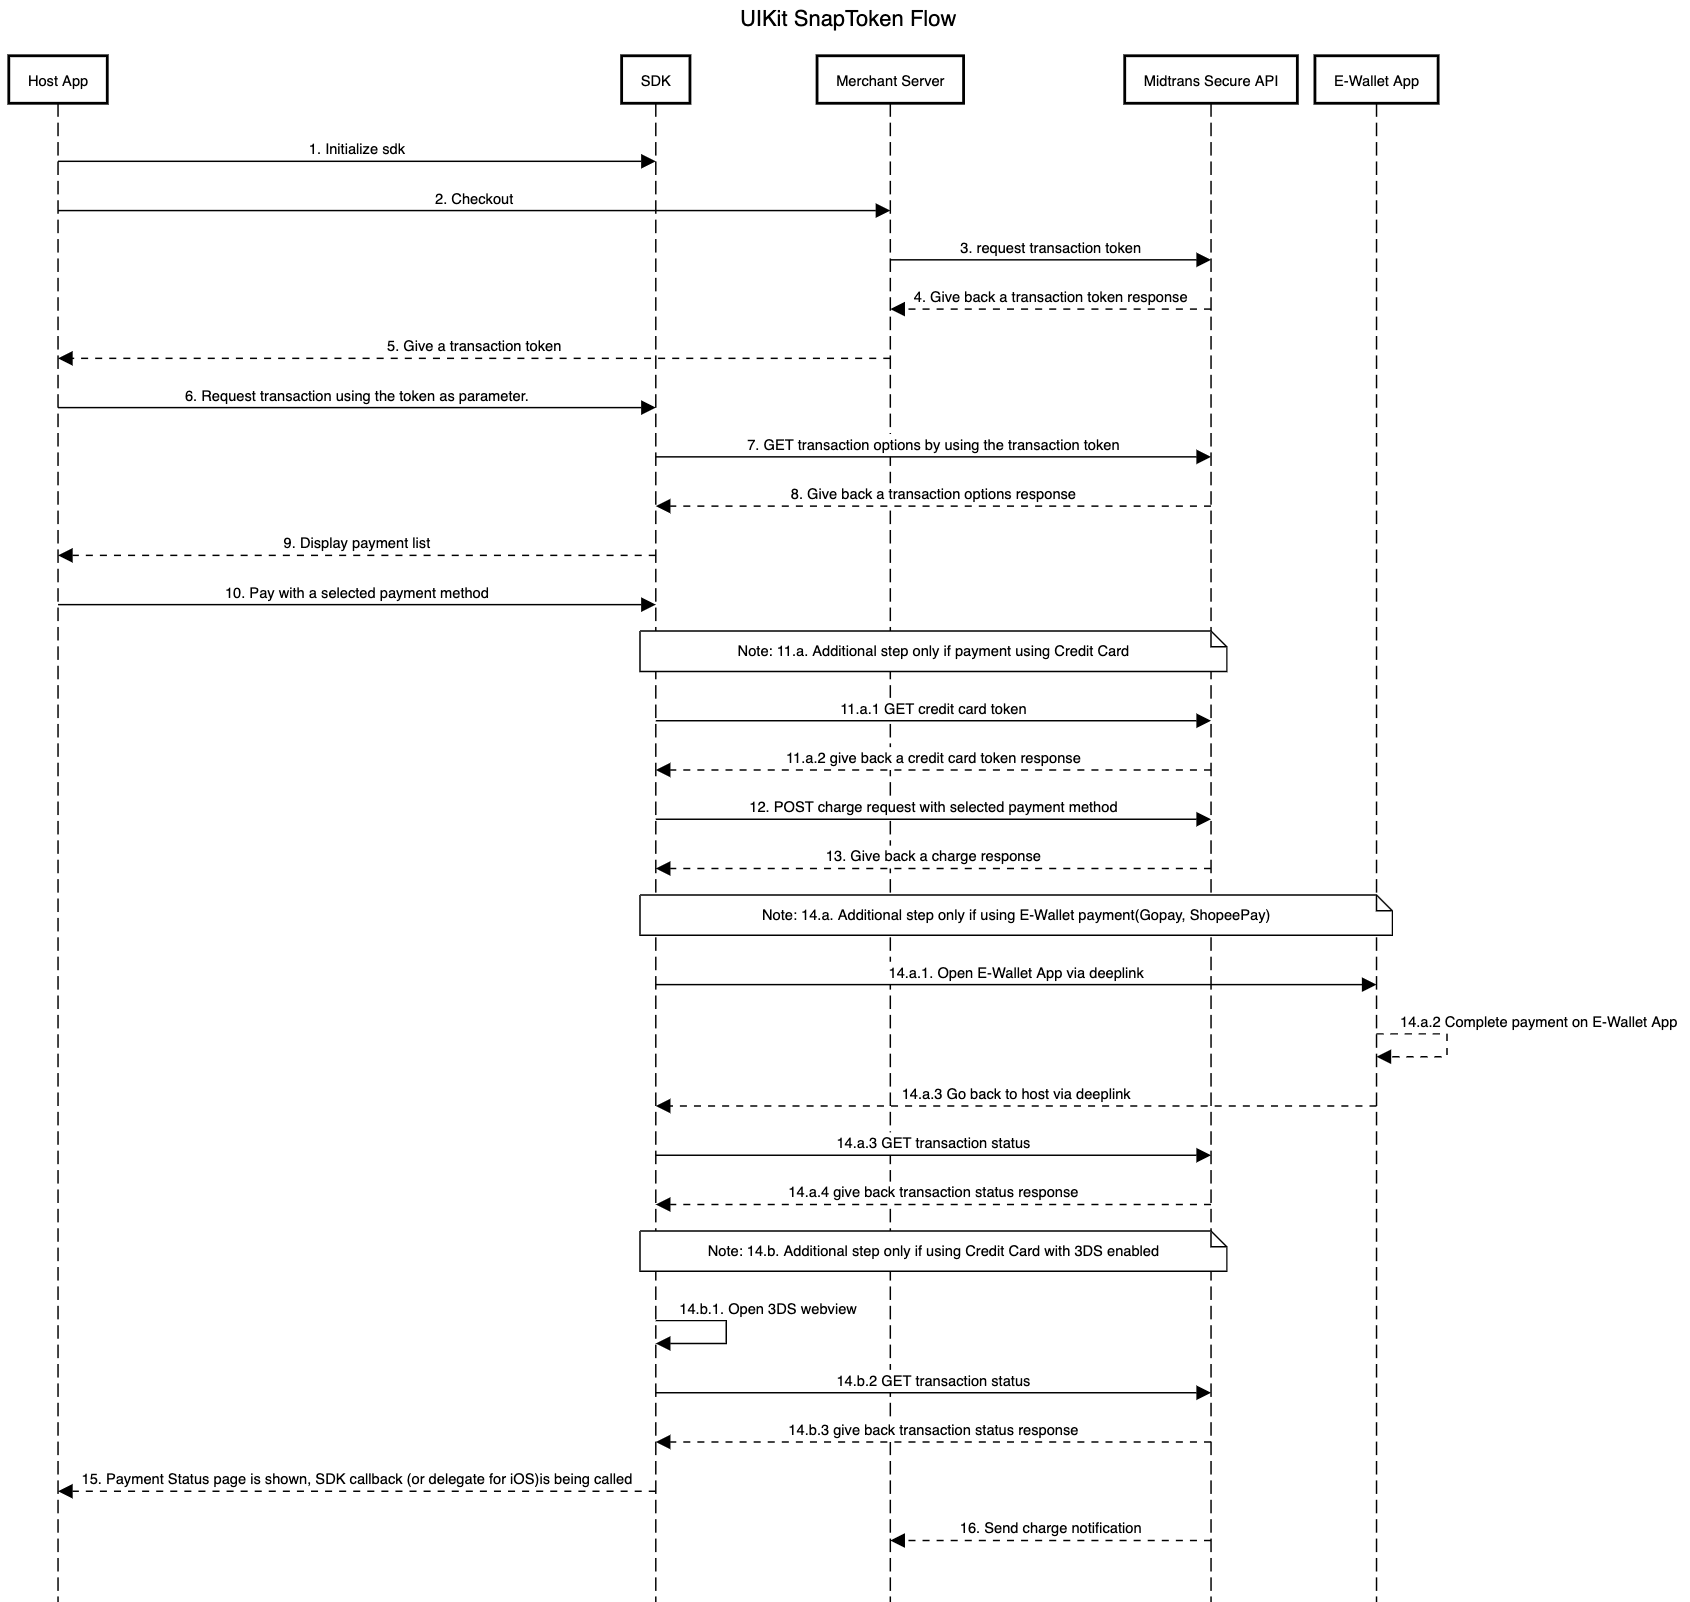 UIKit SnapToken Flow
Host App
SDK
Merchant Server
Midtrans Secure API
E-Wallet App
1. Initialize sdk
2. Checkout
3. request transaction token
4. Give back a transaction token response
5. Give a transaction token
6. Request transaction using the token as parameter.
7. GET transaction options by using the transaction token
8. Give back a transaction options response
9. Display payment list
10. Pay with a selected payment method
Note: 11.a. Additional step only if payment using Credit Card
11.a.1 GET credit card token
11.a.2 give back a credit card token response
12. POST charge request with selected payment method
13. Give back a charge response
Note: 14.a. Additional step only if using E-Wallet payment(Gopay, ShopeePay)
14.a.1. Open E-Wallet App via deeplink
14.a.2 Complete payment on E-Wallet App
14.a.3 Go back to host via deeplink
14.a.3 GET transaction status
14.a.4 give back transaction status response
Note: 14.b. Additional step only if using Credit Card with 3DS enabled
14.b.1. Open 3DS webview
14.b.2 GET transaction status
14.b.3 give back transaction status response
15. Payment Status page is shown, SDK callback (or delegate for iOS)is being called
16. Send charge notification